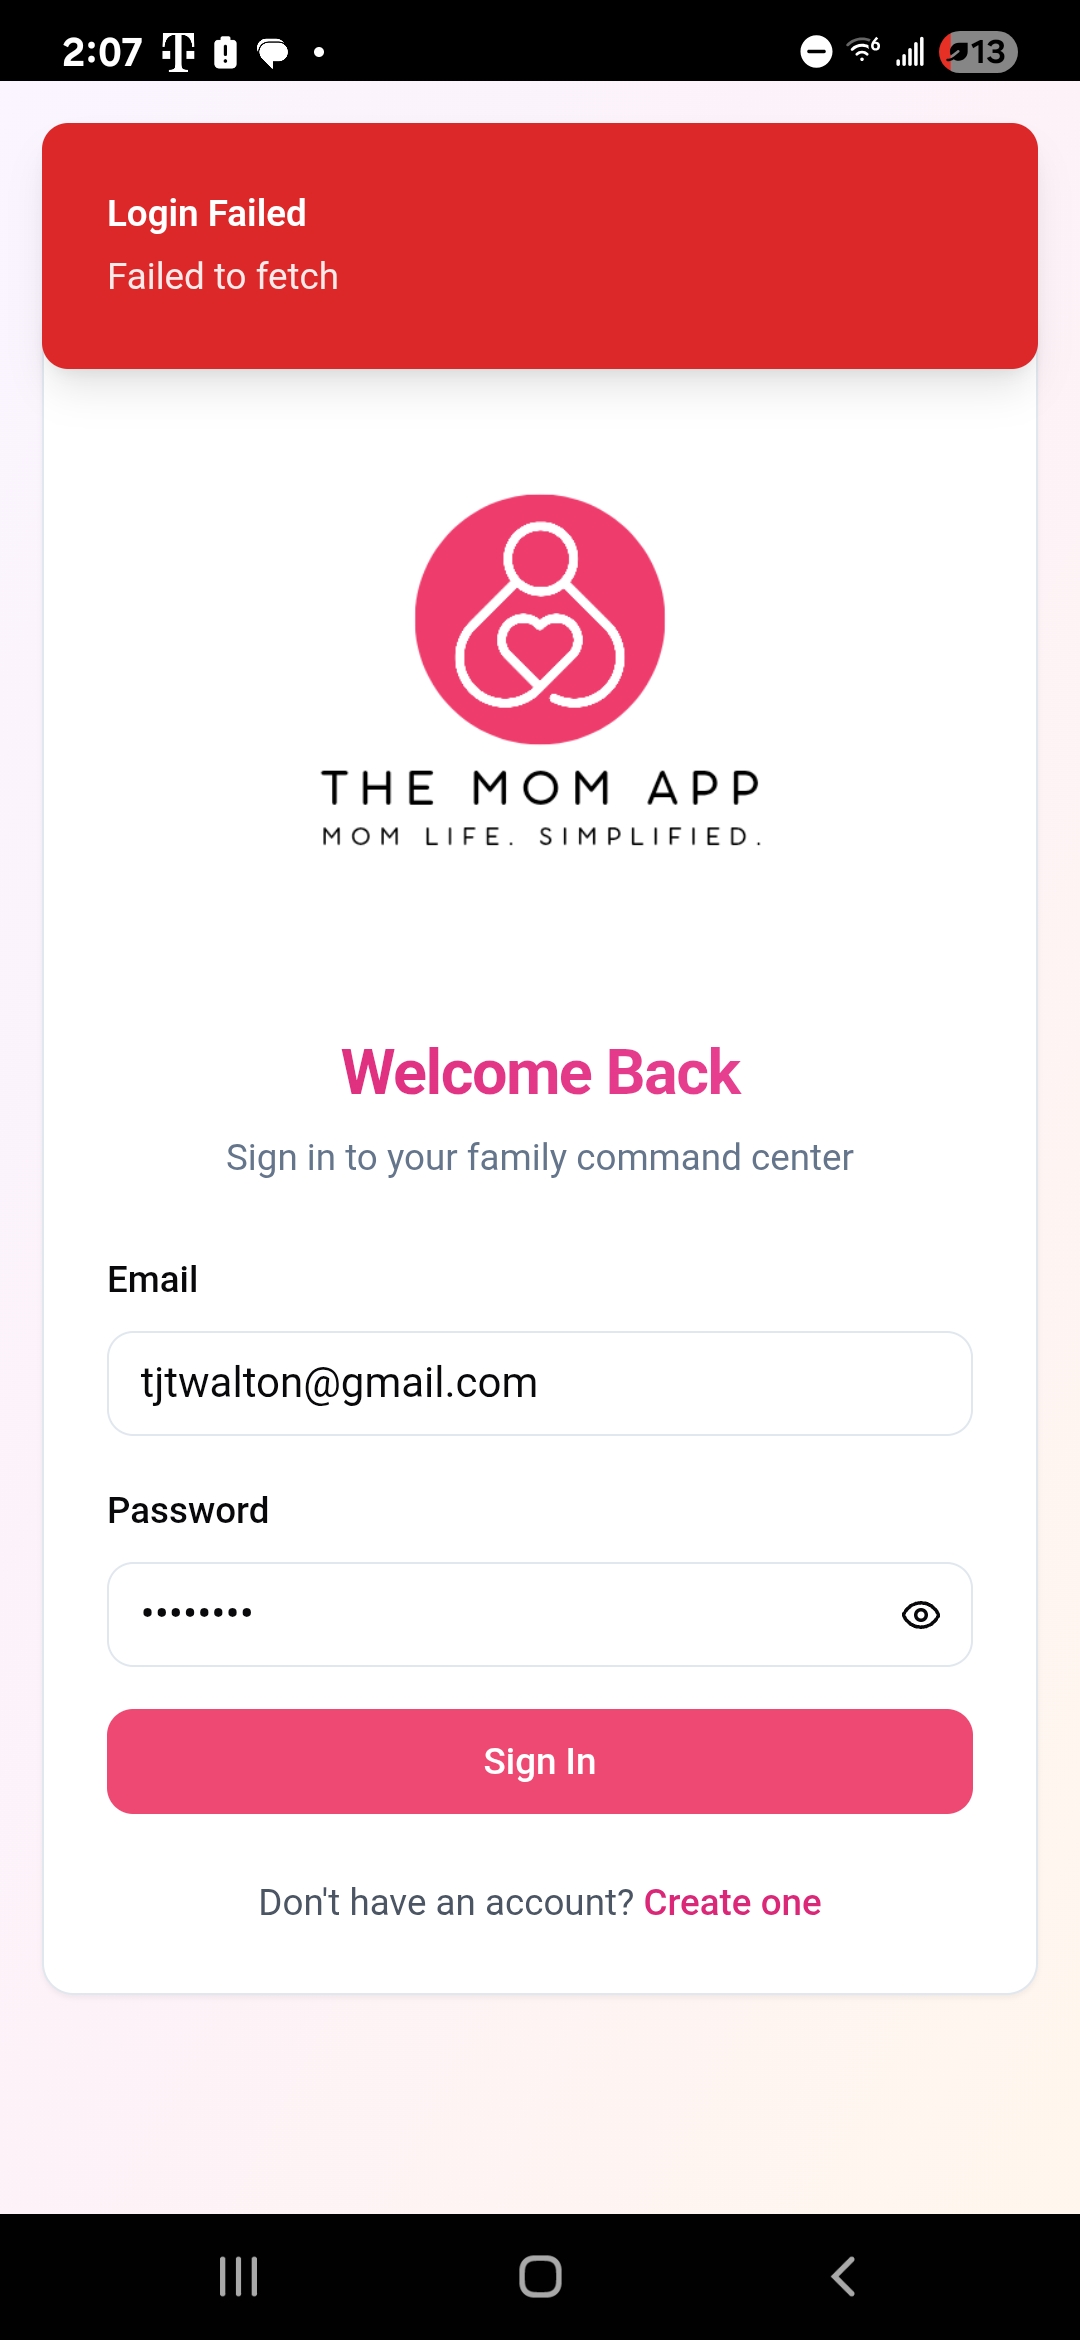 2:07
6
13
Login Failed
Failed to fetch
THE MOM APP
MOM LIFE. SIMPLIFIED.
Welcome Back
Sign in to your family command center
Email
tjtwalton@gmail.com
Password
••••••••
Sign In
Don't have an account? Create one